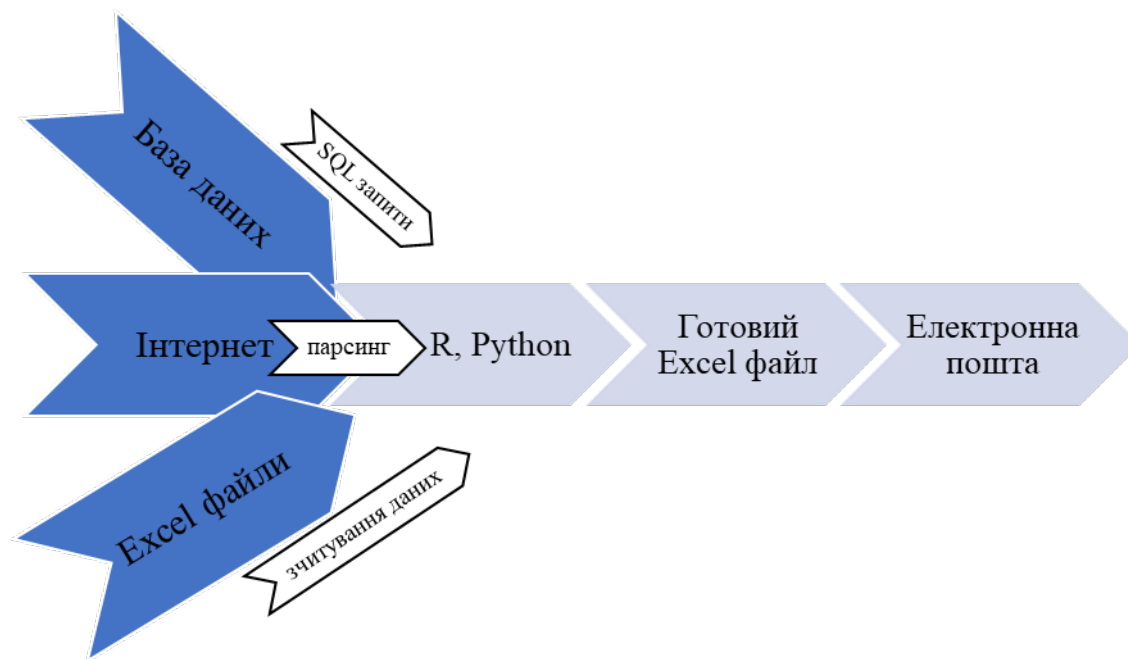 База даних
SQL запити
Інтернет
парсинг
R, Python
Готовий
Excel файл
Електронна
пошта
Excel файли
зчитування даних